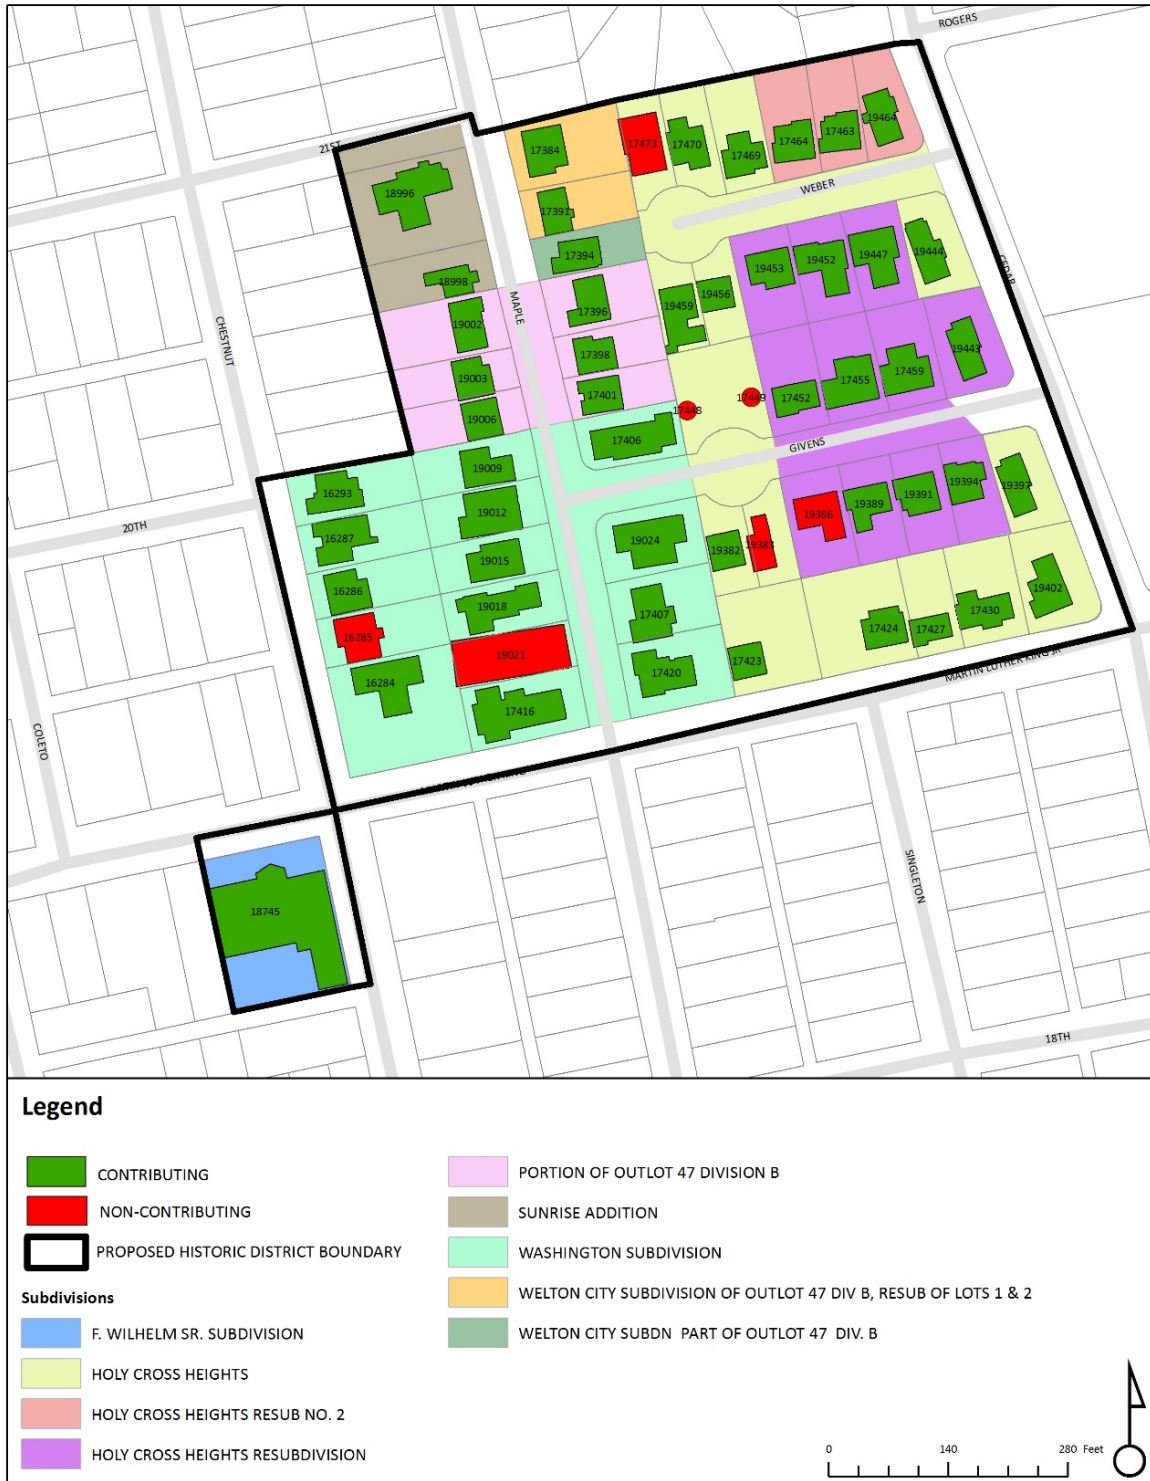 ROGERS
21ST
17384
17473
17470
17469
17464
17463
19464
18996
17391
WEBER
17394
19453
19452
19447
19444
CEDAR
18998
MAPLE
17396
19459
19456
19002
CHESTNUT
17398
19443
19003
17401
17452
17455
17459
17448
17449
19006
17406
GIVENS
19009
16293
20TH
19012
16287
19024
19382
19383
19386
19389
19391
19394
19397
19015
16286
19018
17407
19402
16285
19021
17424
17427
17430
16284
17420
17423
MARTIN LUTHER KING JR
17416
COLETO
SINGLETON
18745
18TH
Legend
CONTRIBUTING
NON-CONTRIBUTING
PROPOSED HISTORIC DISTRICT BOUNDARY
Subdivisions
F. WILHELM SR. SUBDIVISION
HOLY CROSS HEIGHTS
HOLY CROSS HEIGHTS RESUB NO. 2
HOLY CROSS HEIGHTS RESUBDIVISION
PORTION OF OUTLOT 47 DIVISION B
SUNRISE ADDITION
WASHINGTON SUBDIVISION
WELTON CITY SUBDIVISION OF OUTLOT 47 DIV B, RESUB OF LOTS 1 & 2
WELTON CITY SUBDN PART OF OUTLOT 47 DIV. B
0 140 280 Feet